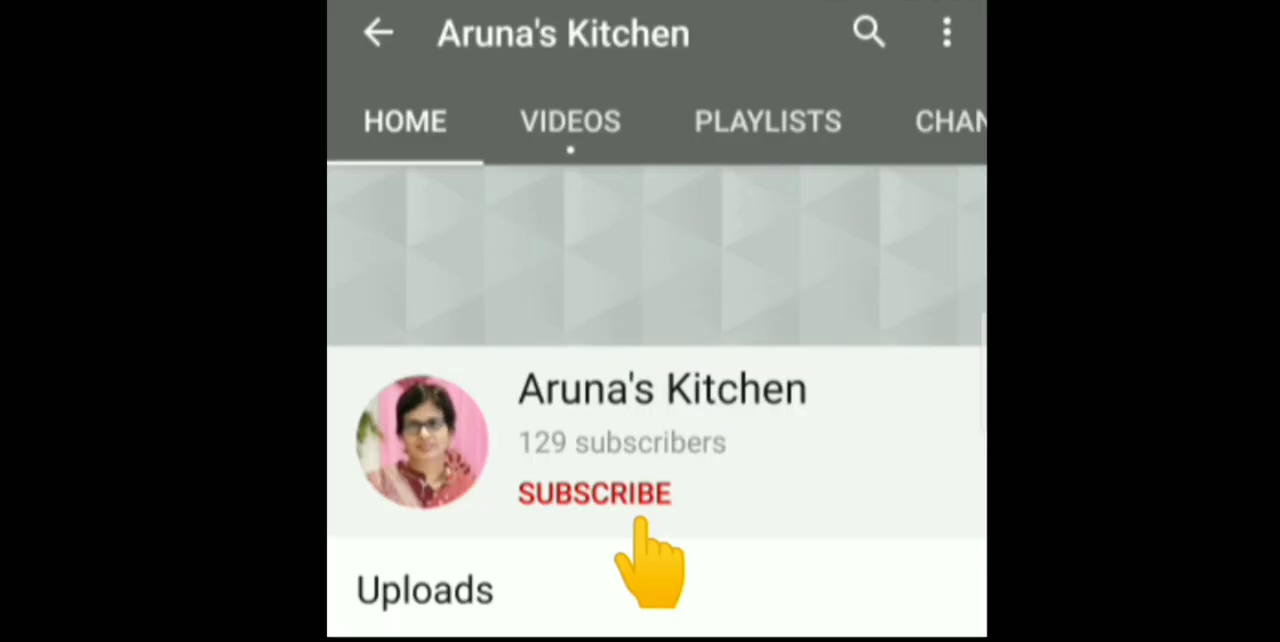 Aruna's Kitchen
HOME VIDEOS PLAYLISTS CHAN
Aruna's Kitchen
129 subscribers
SUBSCRIBE
Uploads